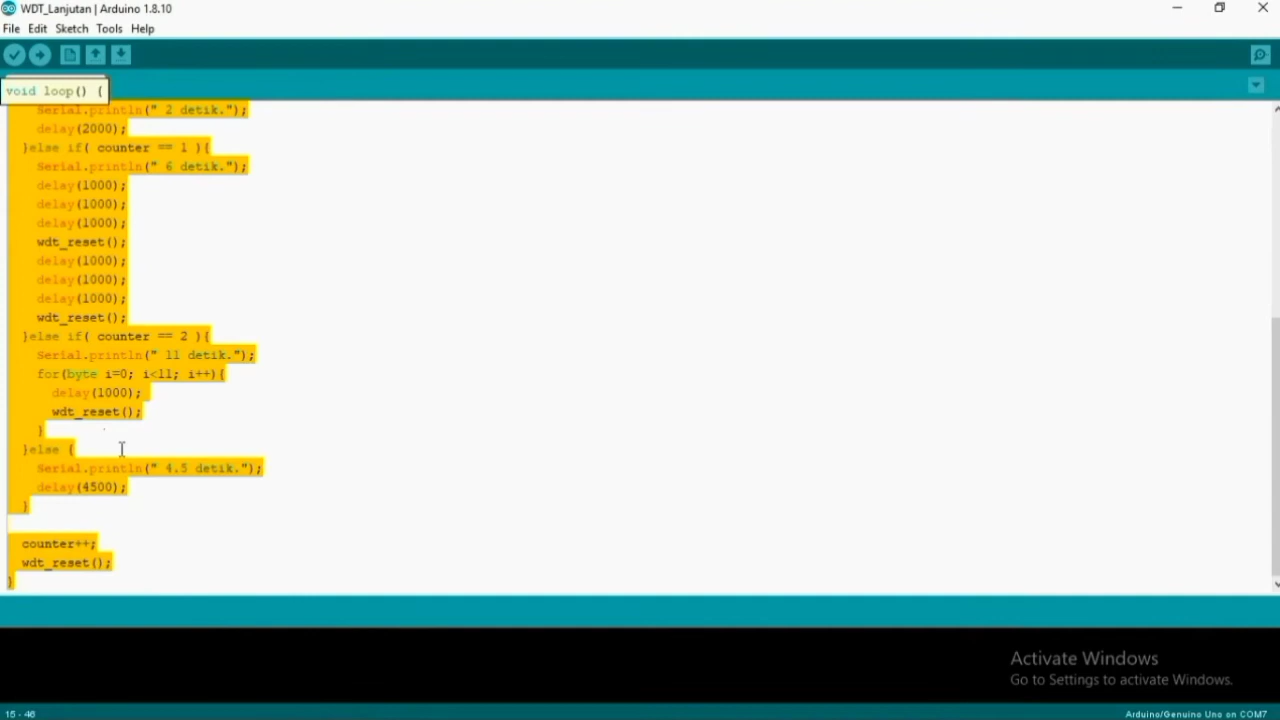 WDT_Lanjutan | Arduino 1.8.10
File Edit Sketch Tools Help
void loop() {
Serial.println(" 2 detik.");
delay(2000);
}else if( counter == 1 ){
Serial.println(" 6 detik.");
delay(1000);
delay(1000);
delay(1000);
wdt_reset();
delay(1000);
delay(1000);
delay(1000);
wdt_reset();
}else if( counter == 2 ){
Serial.println(" 11 detik.");
for(byte i=0; i<11; i++){
delay(1000);
wdt_reset();
}
}else {
Serial.println(" 4.5 detik.");
delay(4500);
}
counter++;
wdt_reset();
}
Activate Windows
Go to Settings to activate Windows.
15 - 46
Arduino/Genuino Uno on COM7